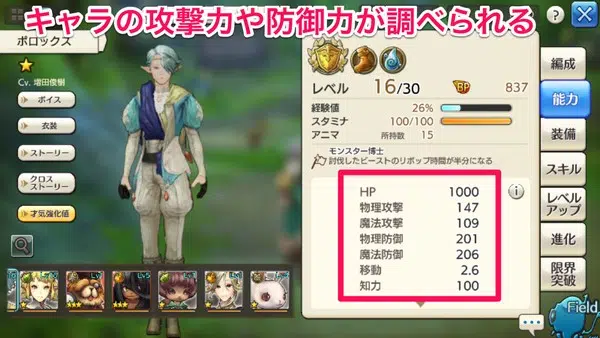 キャラの攻撃力や防御力が調べられる
ポロックス
Cv. 増田俊樹
ボイス
衣装
ストーリー
クロス
ストーリー
才気強化値
レベル 16/30 BP 837
経験値 26%
スタミナ 100/100
アニマ 所持数 15
モンスター博士
討伐したビーストのリポップ時間が半分になる
HP 1000
物理攻撃 147
魔法攻撃 109
物理防御 201
魔法防御 206
移動 2.6
知力 100
編成
能力
装備
スキル
レベル
アップ
進化
限界
突破
Field